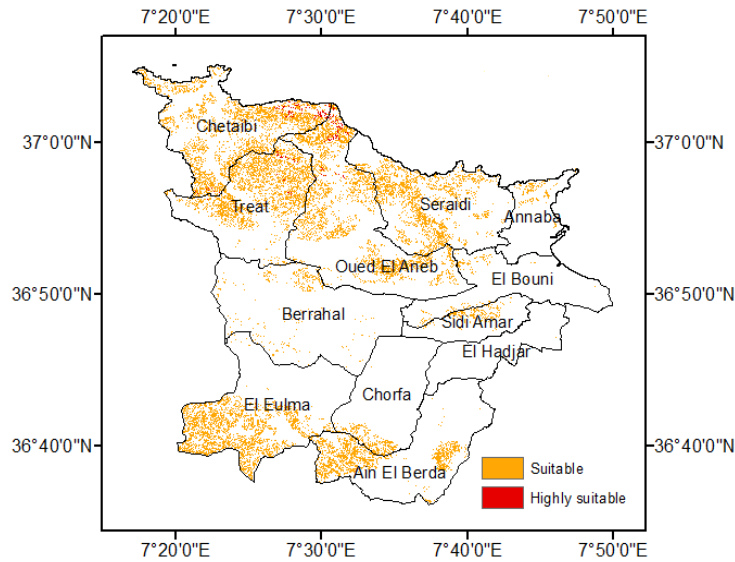 7°20'0"E 7°30'0"E 7°40'0"E 7°50'0"E
37°0'0"N 37°0'0"N
Chetaibi
Treat
Seraidi
Annaba
Oued El Aneb
El Bouni
36°50'0"N 36°50'0"N
Berrahal
Sidi Amar
El Hadjar
Chorfa
El Eulma
36°40'0"N 36°40'0"N
Ain El Berda
Suitable
Highly suitable
7°20'0"E 7°30'0"E 7°40'0"E 7°50'0"E